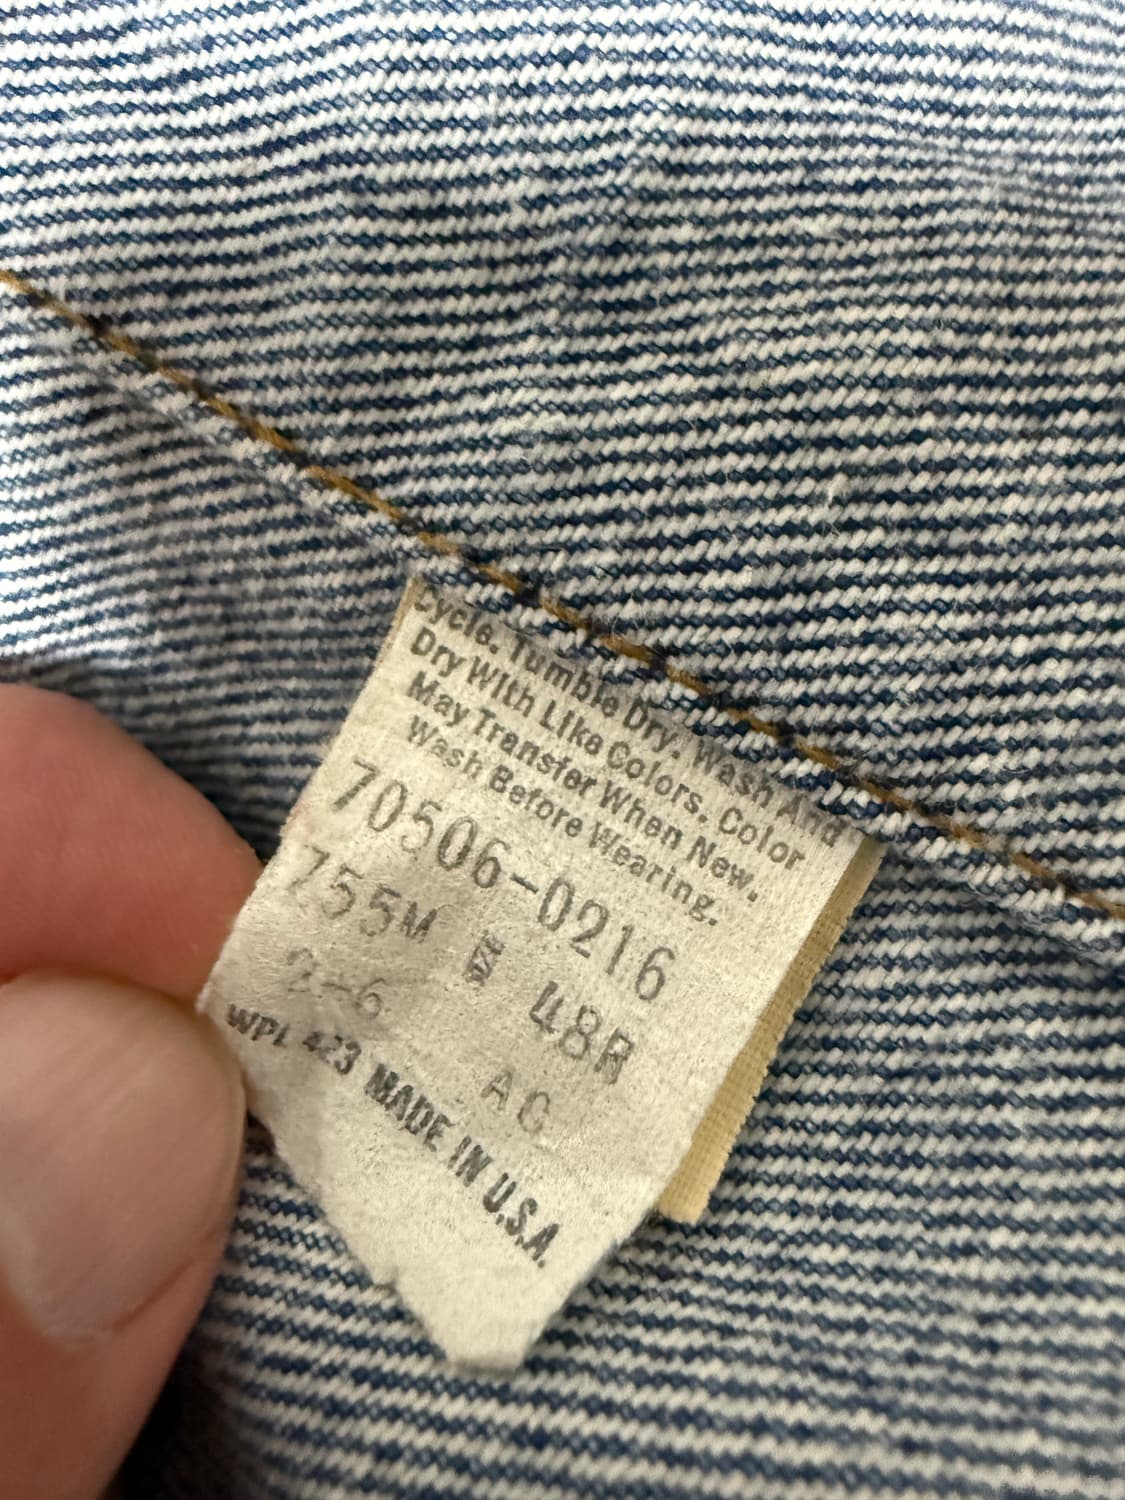 Cycle. Tumble Dry. Wash And
Dry With Like Colors. Color
May Transfer When New.
Wash Before Wearing.
70506-0216
755M 48R
2-6 AG
WPL 423 MADE IN U.S.A.